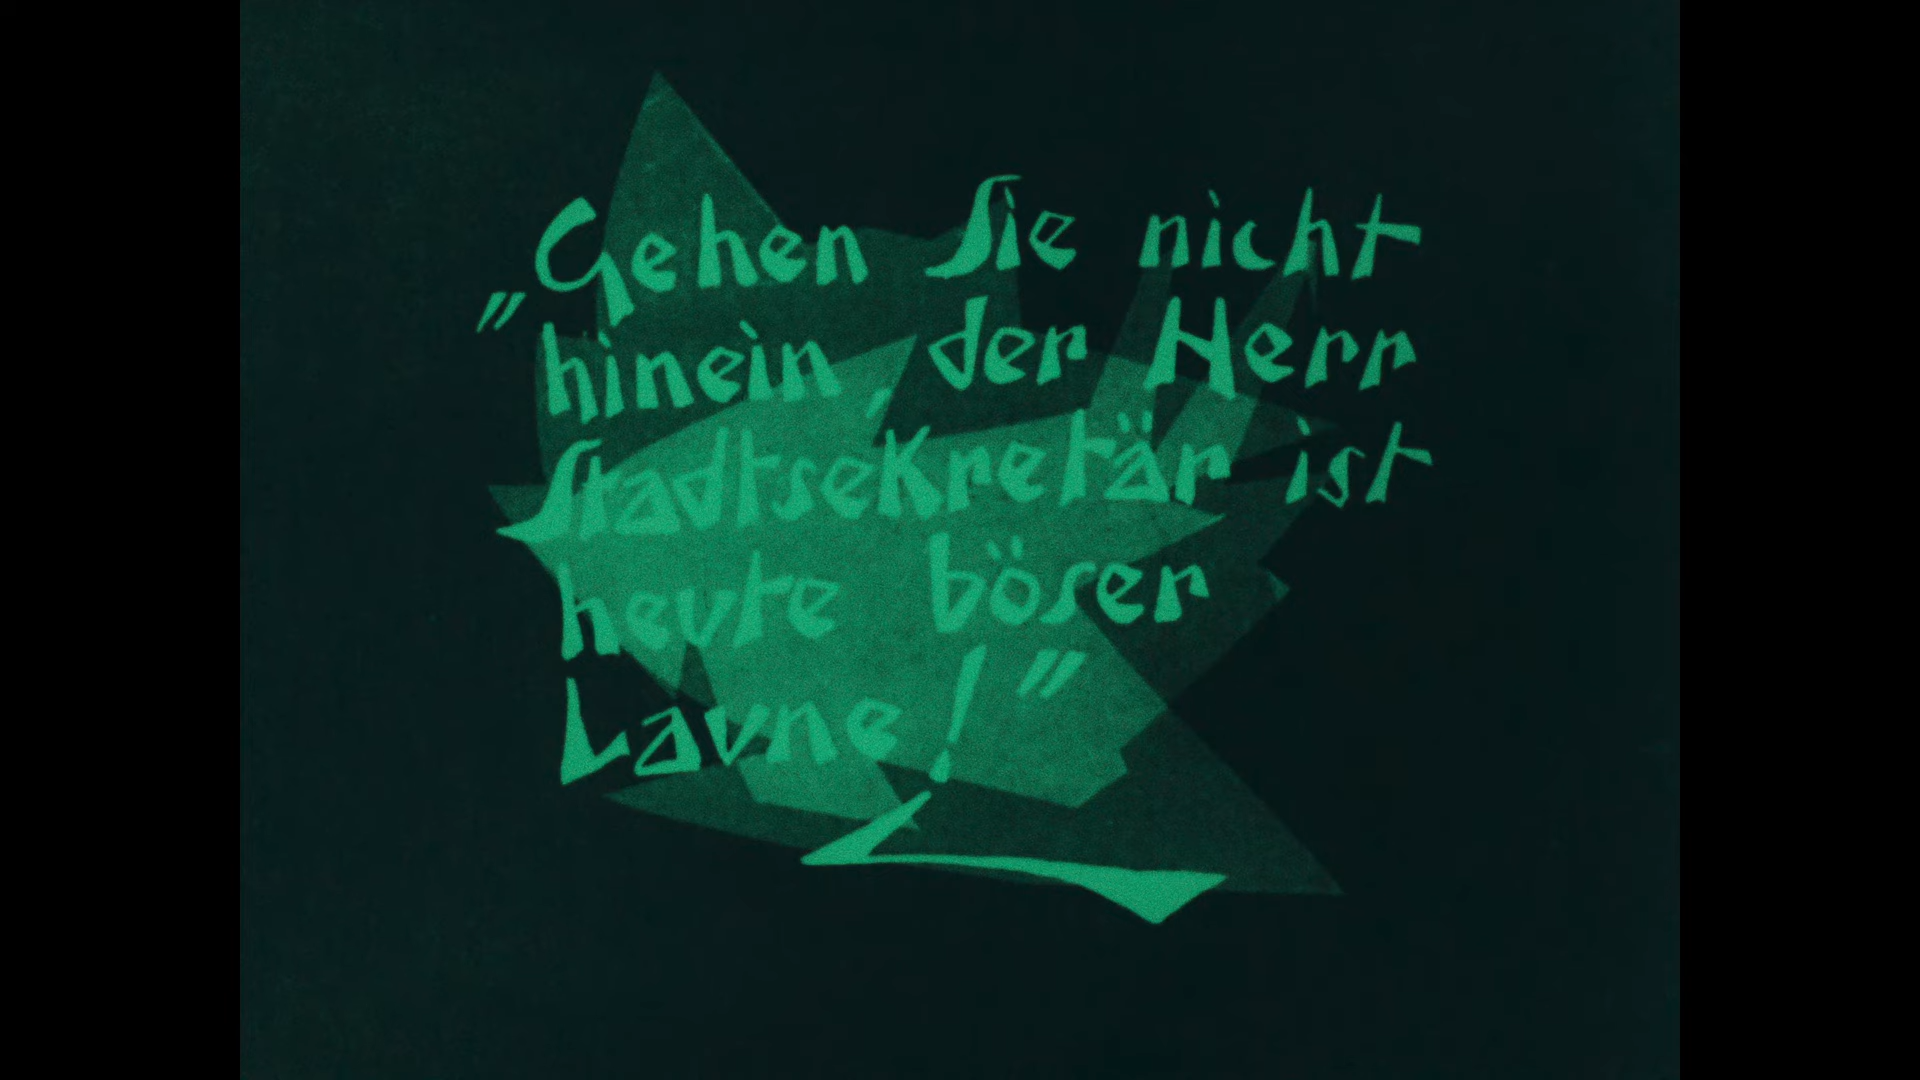 "Gehen Sie nicht
hinein, der Herr
Stadtsekretär ist
heute böser
Laune!"